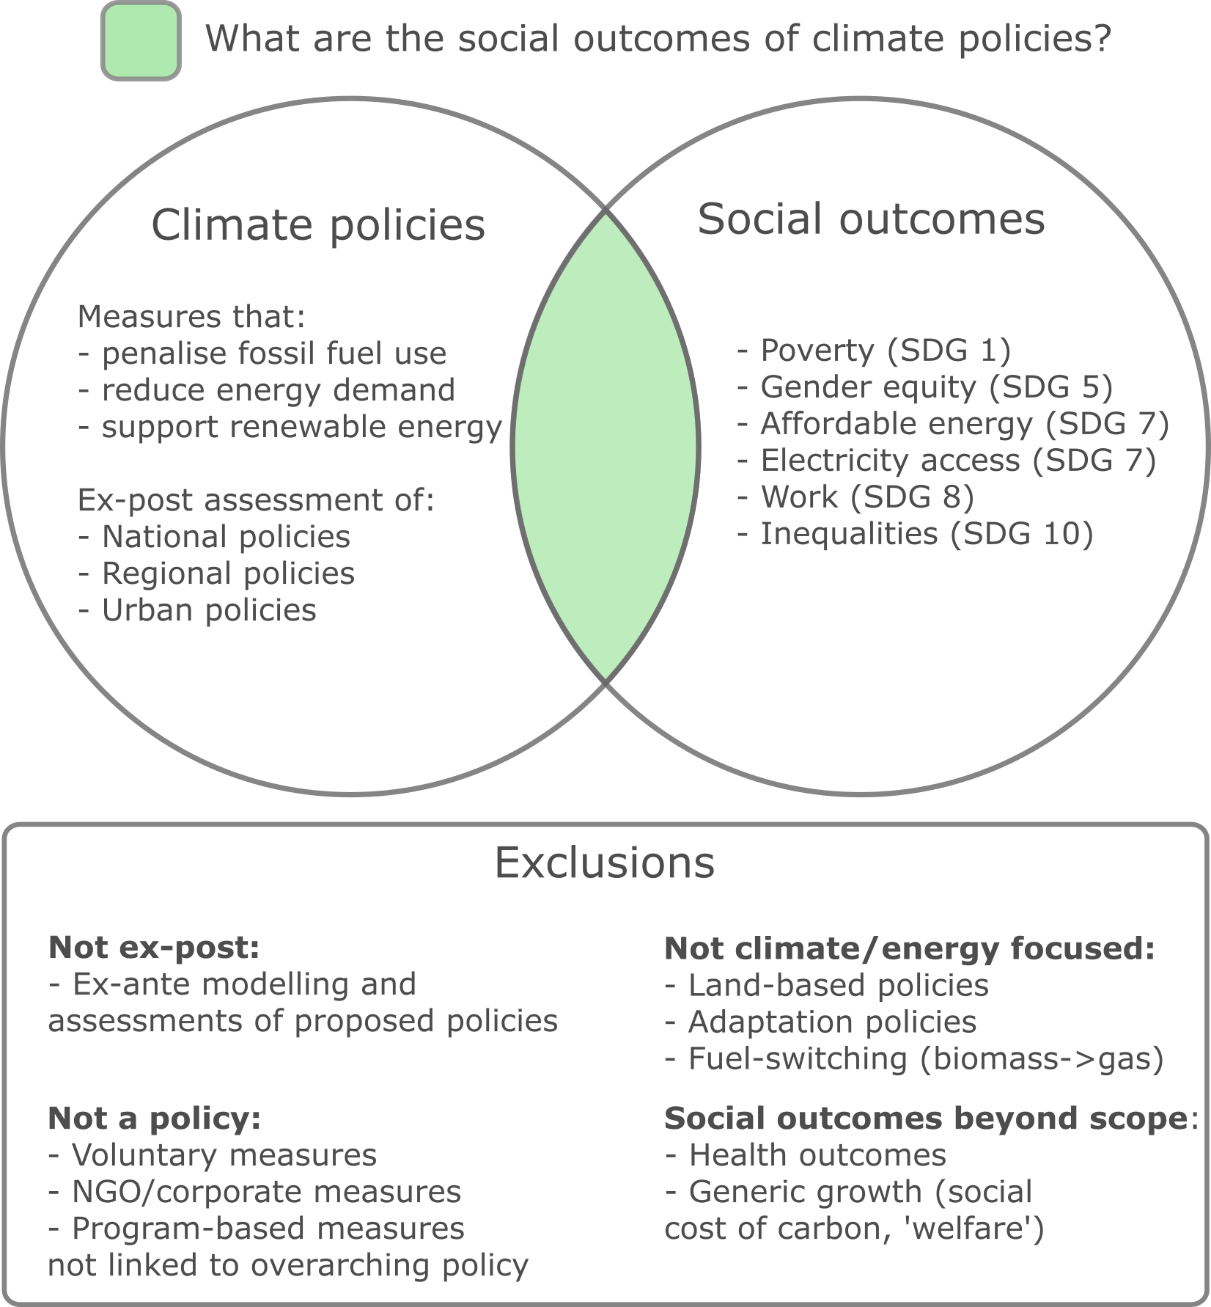 What are the social outcomes of climate policies?
Climate policies
Measures that:
- penalise fossil fuel use
- reduce energy demand
- support renewable energy
Ex-post assessment of:
- National policies
- Regional policies
- Urban policies
Social outcomes
- Poverty (SDG 1)
- Gender equity (SDG 5)
- Affordable energy (SDG 7)
- Electricity access (SDG 7)
- Work (SDG 8)
- Inequalities (SDG 10)
Exclusions
Not ex-post:
- Ex-ante modelling and
assessments of proposed policies
Not a policy:
- Voluntary measures
- NGO/corporate measures
- Program-based measures
not linked to overarching policy
Not climate/energy focused:
- Land-based policies
- Adaptation policies
- Fuel-switching (biomass->gas)
Social outcomes beyond scope:
- Health outcomes
- Generic growth (social
cost of carbon, 'welfare')